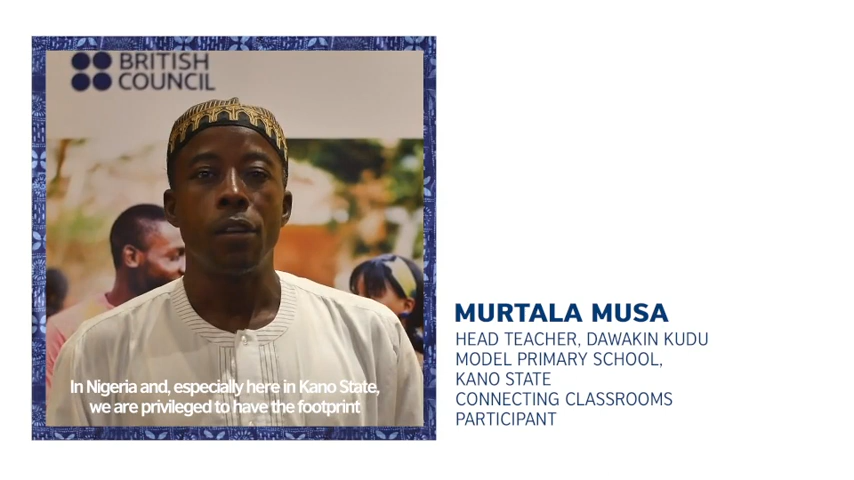 BRITISH
COUNCIL
In Nigeria and, especially here in Kano State,
we are privileged to have the footprint
MURTALA MUSA
HEAD TEACHER, DAWAKIN KUDU
MODEL PRIMARY SCHOOL,
KANO STATE
CONNECTING CLASSROOMS
PARTICIPANT